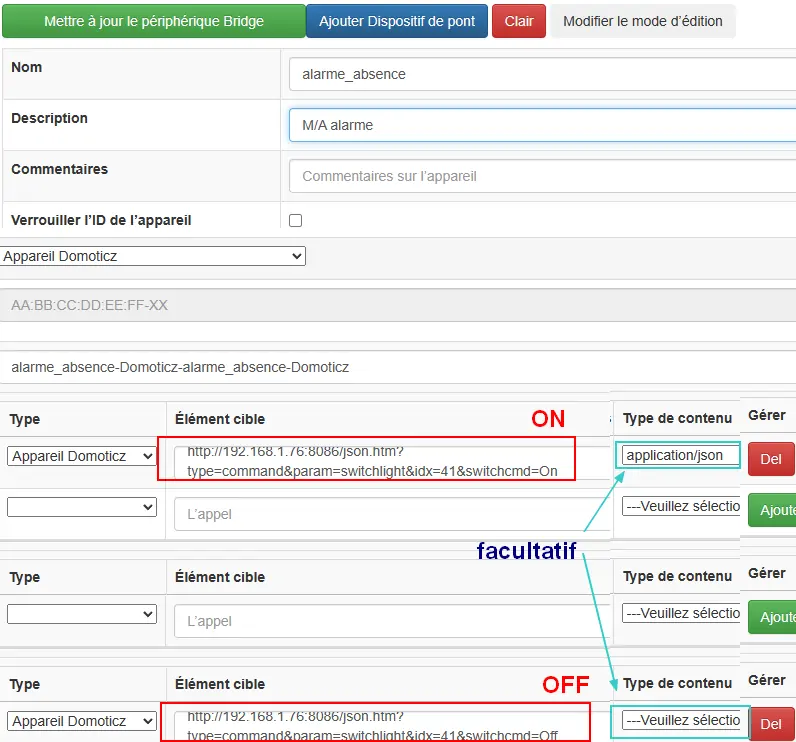 Mettre à jour le périphérique Bridge Ajouter Dispositif de pont Clair Modifier le mode d’édition
Nom alarme_absence
Description M/A alarme
Commentaires Commentaires sur l’appareil
Verrouiller l’ID de l’appareil
Appareil Domoticz
AA:BB:CC:DD:EE:FF-XX
alarme_absence-Domoticz-alarme_absence-Domoticz
ON
Type Élément cible Type de contenu Gérer
http://192.168.1.76:8086/json.htm?
Appareil Domoticz application/json Del
type=command&param=switchlight&idx=41&switchcmd=On
L’appel ---Veuillez sélectio Ajoute
facultatif
Type Élément cible Type de contenu Gérer
L’appel ---Veuillez sélectio Ajoute
OFF
Type Élément cible Type de contenu Gérer
http://192.168.1.76:8086/json.htm?
Appareil Domoticz ---Veuillez sélectio Del
type=command&param=switchlight&idx=41&switchcmd=Off